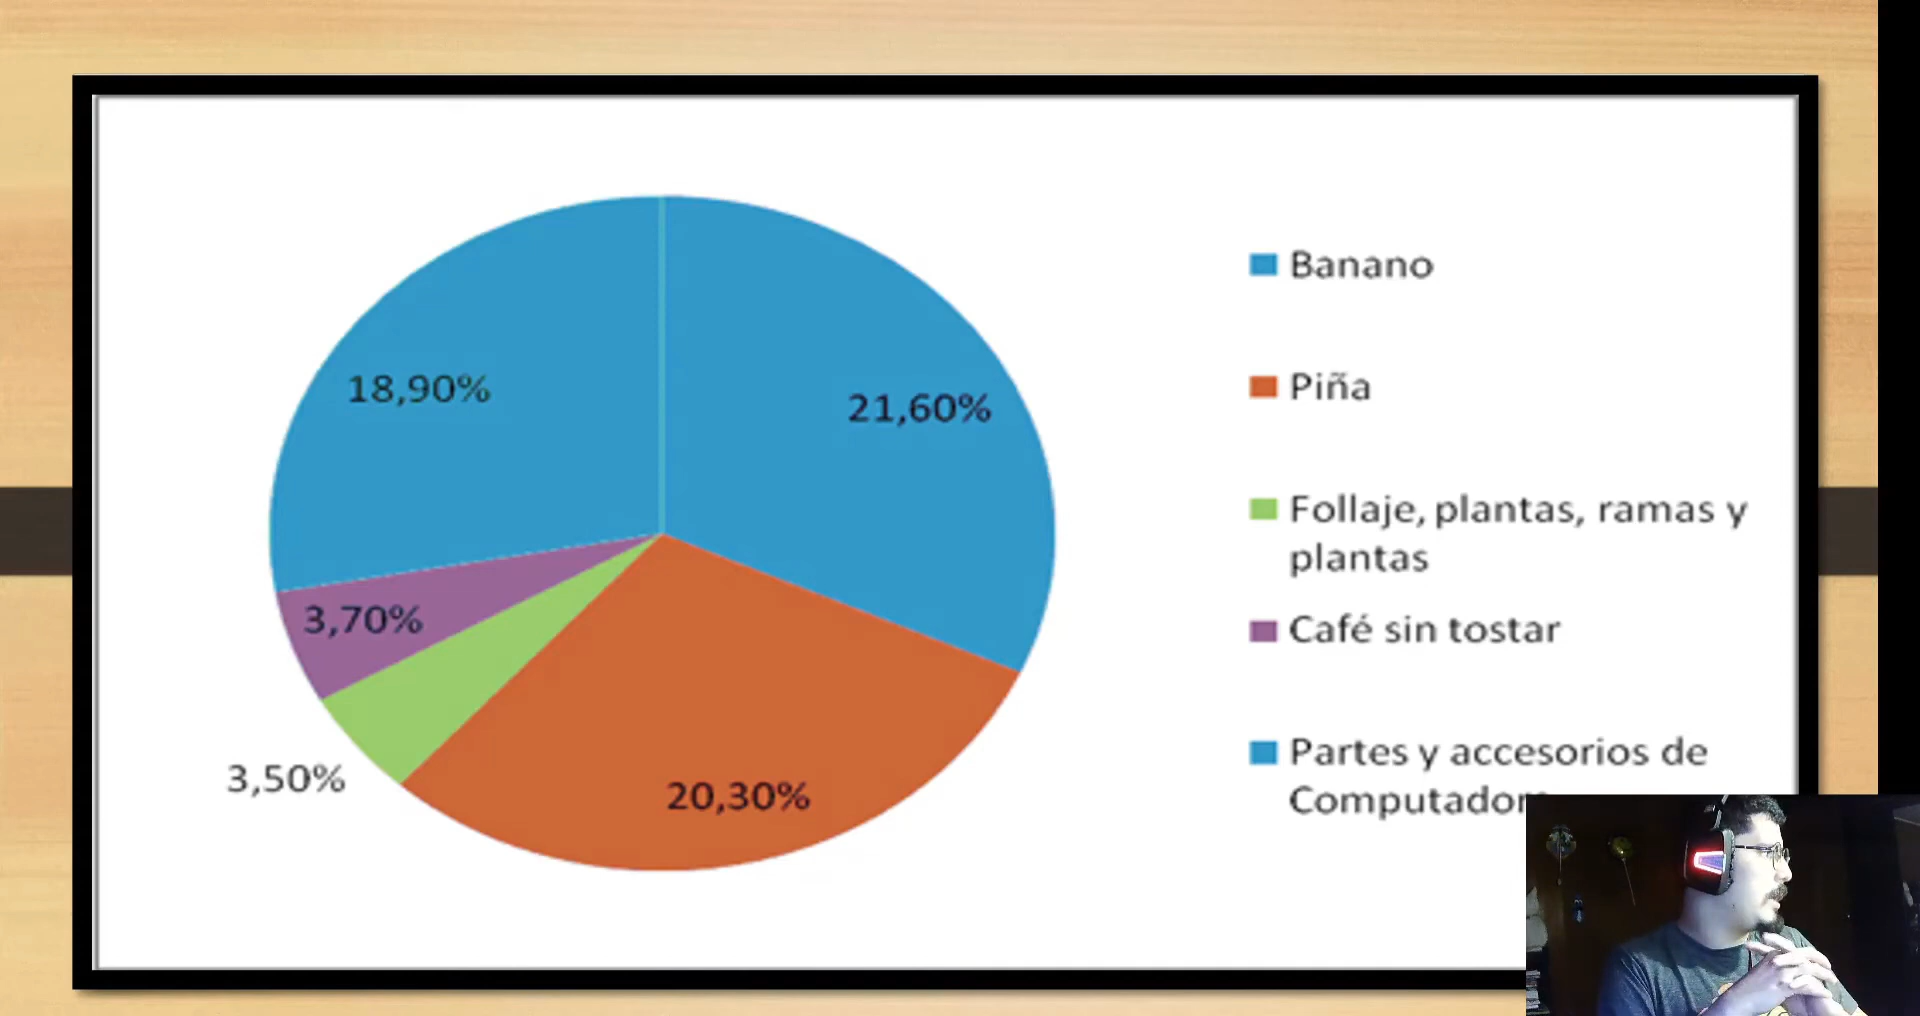 18,90%
21,60%
3,70%
3,50%
20,30%
Banano
Piña
Follaje, plantas, ramas y
plantas
Café sin tostar
Partes y accesorios de